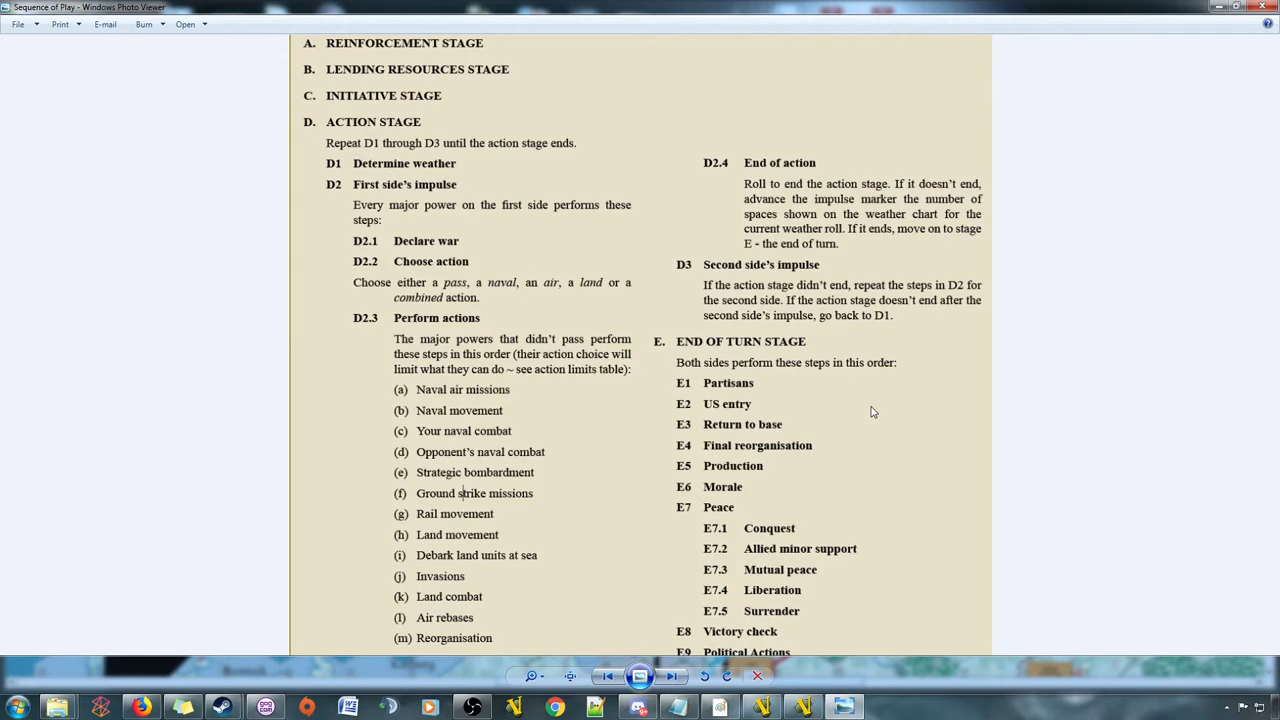 Sequence of Play - Windows Photo Viewer
File Print E-mail Burn Open
A. REINFORCEMENT STAGE
B. LENDING RESOURCES STAGE
C. INITIATIVE STAGE
D. ACTION STAGE
Repeat D1 through D3 until the action stage ends.
D1 Determine weather
D2 First side's impulse
Every major power on the first side performs these
steps:
D2.1 Declare war
D2.2 Choose action
Choose either a pass, a naval, an air, a land or a
combined action.
D2.3 Perform actions
The major powers that didn't pass perform
these steps in this order (their action choice will
limit what they can do ~ see action limits table):
(a) Naval air missions
(b) Naval movement
(c) Your naval combat
(d) Opponent's naval combat
(e) Strategic bombardment
(f) Ground strike missions
(g) Rail movement
(h) Land movement
(i) Debark land units at sea
(j) Invasions
(k) Land combat
(l) Air rebases
(m) Reorganisation
D2.4 End of action
Roll to end the action stage. If it doesn't end,
advance the impulse marker the number of
spaces shown on the weather chart for the
current weather roll. If it ends, move on to stage
E - the end of turn.
D3 Second side's impulse
If the action stage didn't end, repeat the steps in D2 for
the second side. If the action stage doesn't end after the
second side's impulse, go back to D1.
E. END OF TURN STAGE
Both sides perform these steps in this order:
E1 Partisans
E2 US entry
E3 Return to base
E4 Final reorganisation
E5 Production
E6 Morale
E7 Peace
E7.1 Conquest
E7.2 Allied minor support
E7.3 Mutual peace
E7.4 Liberation
E7.5 Surrender
E8 Victory check
E9 Political Actions